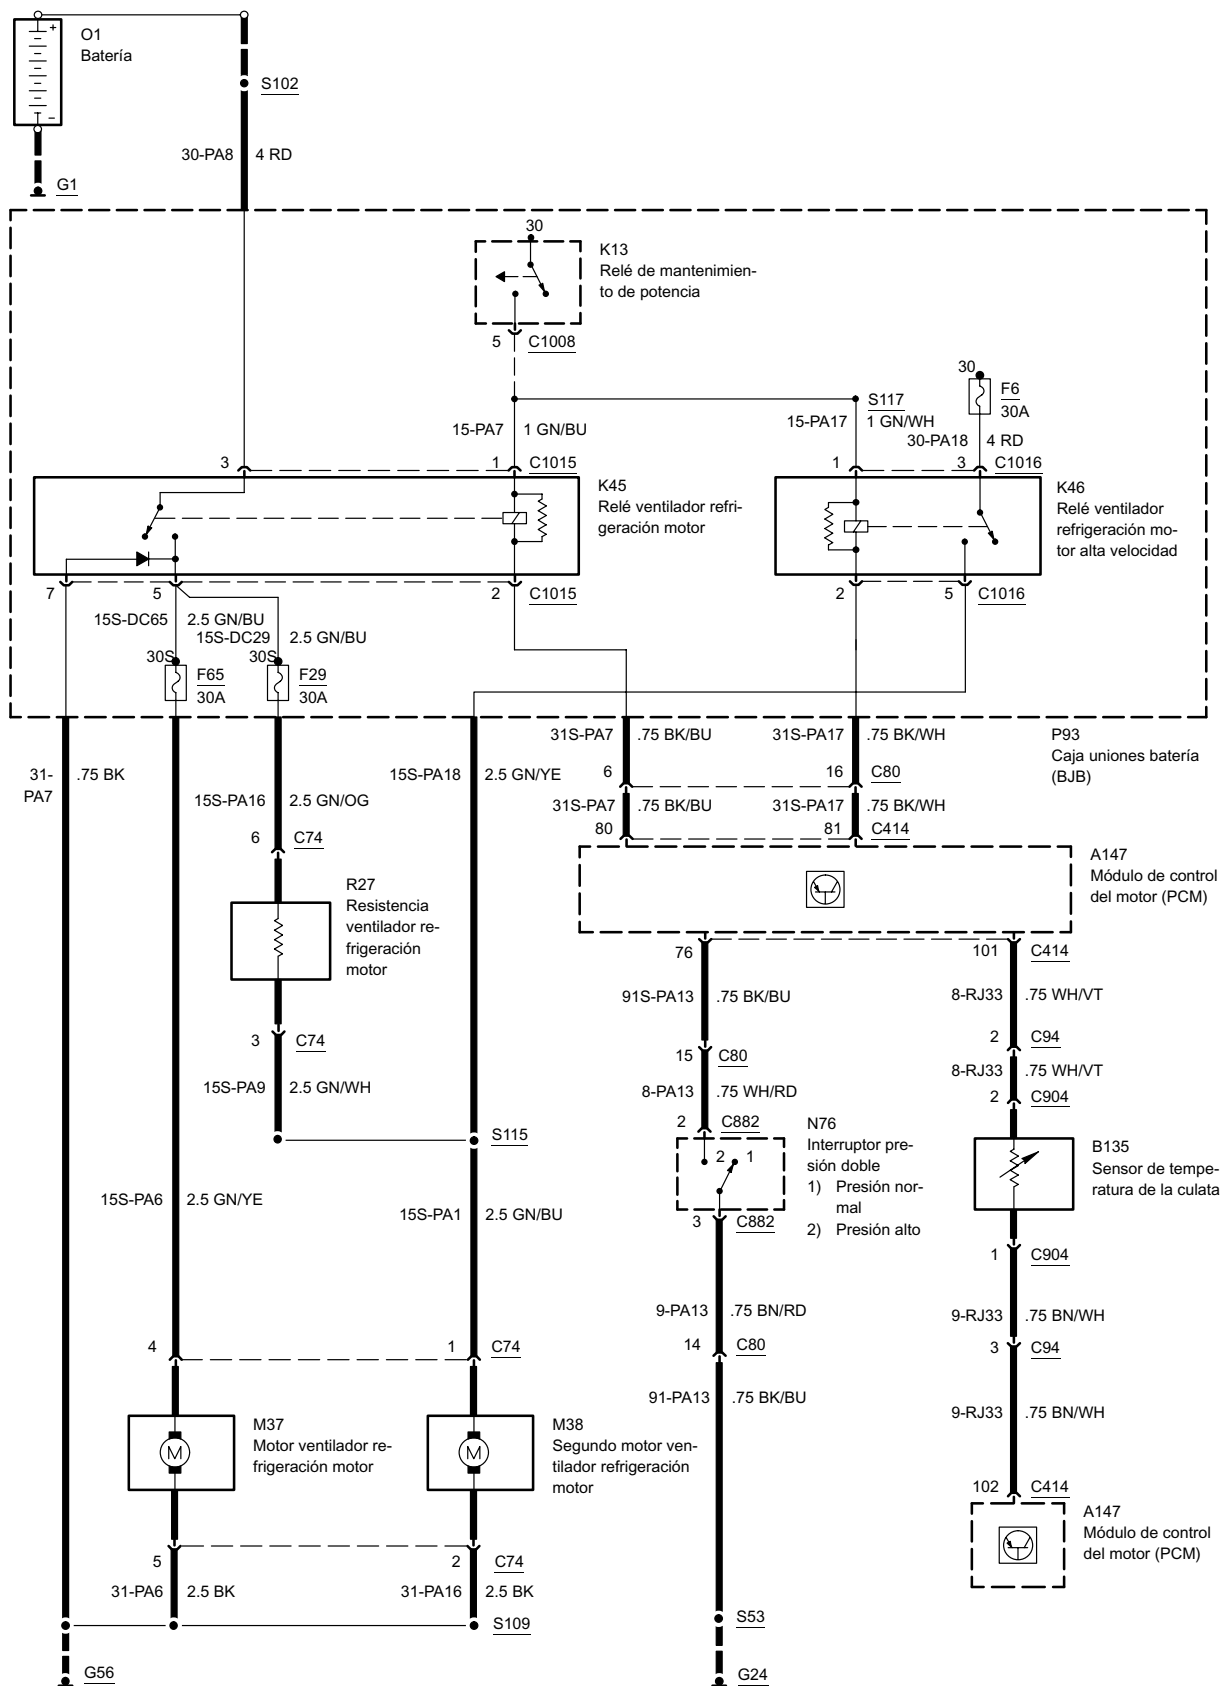 +
O1
Batería
S102
−
30-PA8 4 RD
G1
30
K13
Relé de mantenimien-
to de potencia
5 C1008
30
F6
30A
S117
15-PA7 1 GN/BU
15-PA17 1 GN/WH
30-PA18 4 RD
3 1 C1015
1 3 C1016
K45
Relé ventilador refri-
geración motor
K46
Relé ventilador
refrigeración mo-
tor alta velocidad
7 5 2 C1015
2 5 C1016
15S-DC65 2.5 GN/BU
15S-DC29 2.5 GN/BU
30S 30S
F65
30A
F29
30A
P93
Caja uniones batería
(BJB)
31S-PA7 .75 BK/BU
31S-PA17 .75 BK/WH
31-
PA7
.75 BK
15S-PA18 2.5 GN/YE
6 16 C80
15S-PA16 2.5 GN/OG
31S-PA7 .75 BK/BU
31S-PA17 .75 BK/WH
80 81 C414
6 C74
A147
Módulo de control
del motor (PCM)
R27
Resistencia
ventilador re-
frigeración
motor
76 101 C414
91S-PA13 .75 BK/BU
8-RJ33 .75 WH/VT
3 C74
2 C94
15 C80
8-RJ33 .75 WH/VT
15S-PA9 2.5 GN/WH
8-PA13 .75 WH/RD
2 C904
2 C882
S115
N76
Interruptor pre-
sión doble
1) Presión nor-
mal
2) Presión alto
2 1
B135
Sensor de tempe-
ratura de la culata
15S-PA6 2.5 GN/YE
15S-PA1 2.5 GN/BU
3 C882
1 C904
9-PA13 .75 BN/RD
9-RJ33 .75 BN/WH
4 1 C74
14 C80
3 C94
91-PA13 .75 BK/BU
9-RJ33 .75 BN/WH
M37
Motor ventilador re-
frigeración motor
M
M38
Segundo motor ven-
tilador refrigeración
motor
M
102 C414
A147
Módulo de control
del motor (PCM)
5 2 C74
31-PA6 2.5 BK
31-PA16 2.5 BK
S109
S53
G56
G24